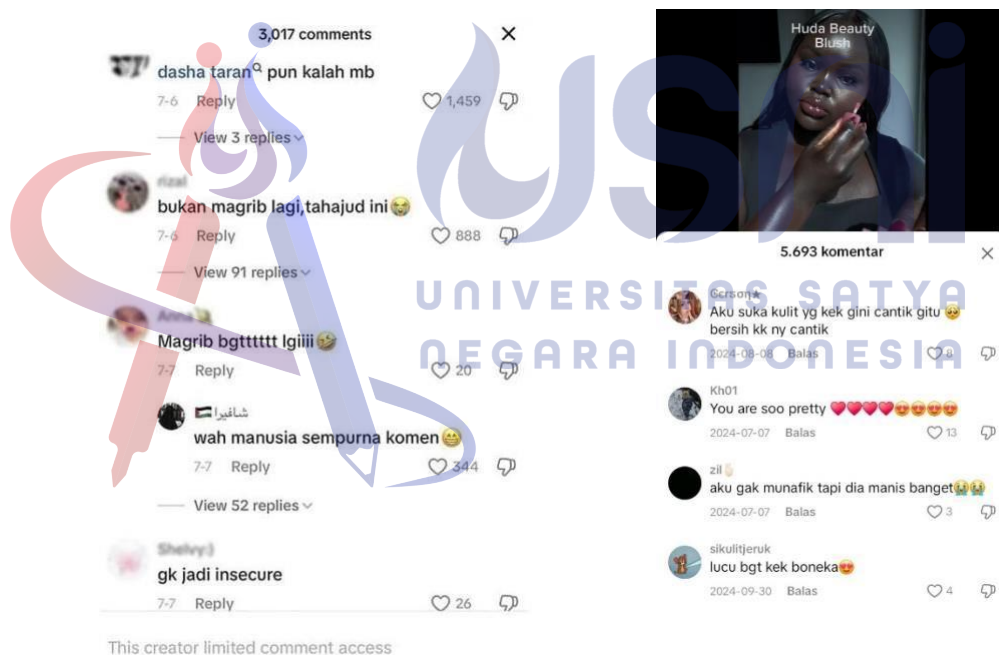 3,017 comments
dasha taran pun kalah mb
7-6 Reply 1,459
View 3 replies
rizal
bukan magrib lagi,tahajud ini😭
7-6 Reply 888
View 91 replies
Anna
Magrib bgtttttt lgiiii🤣
7-7 Reply 20
شافيرا🇵🇸
wah manusia sempurna komen😁
7-7 Reply 344
View 52 replies
Shelvy:)
gk jadi insecure
7-7 Reply 26
This creator limited comment access
Huda Beauty
Blush
5.693 komentar
Aku suka kulit yg kek gini cantik gitu🥺
bersih kk ny cantik
2024-08-08 Balas 8
Kh01
You are soo pretty ❤️❤️❤️❤️😍😍😍😍
2024-07-07 Balas 13
zil
aku gak munafik tapi dia manis banget😭😭
2024-07-07 Balas 3
sikulitjeruk
lucu bgt kek boneka😍
2024-09-30 Balas 4
USNI
UNIVERSITAS SATYA
NEGARA INDONESIA